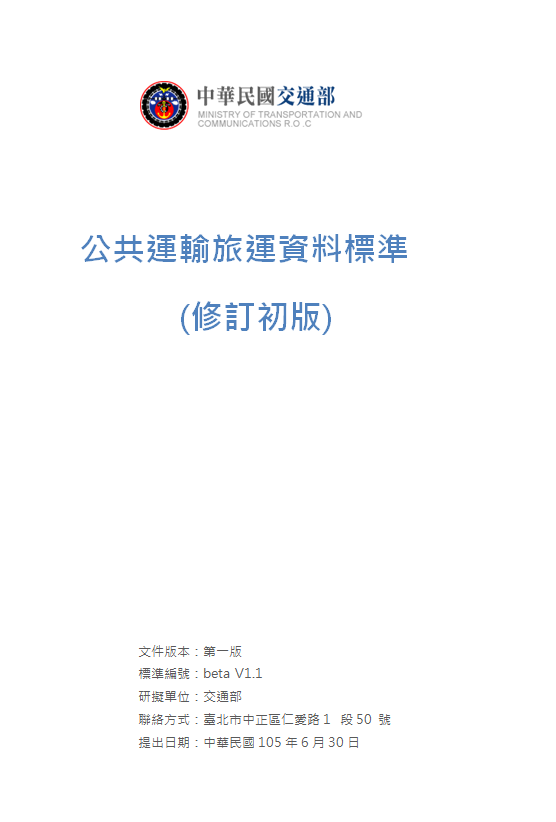 中華民國交通部
MINISTRY OF TRANSPORTATION AND
COMMUNICATIONS R.O.C
公共運輸旅運資料標準
(修訂初版)
文件版本：第一版
標準編號：beta V1.1
研擬單位：交通部
聯絡方式：臺北市中正區仁愛路1 段50 號
提出日期：中華民國105年6月30日